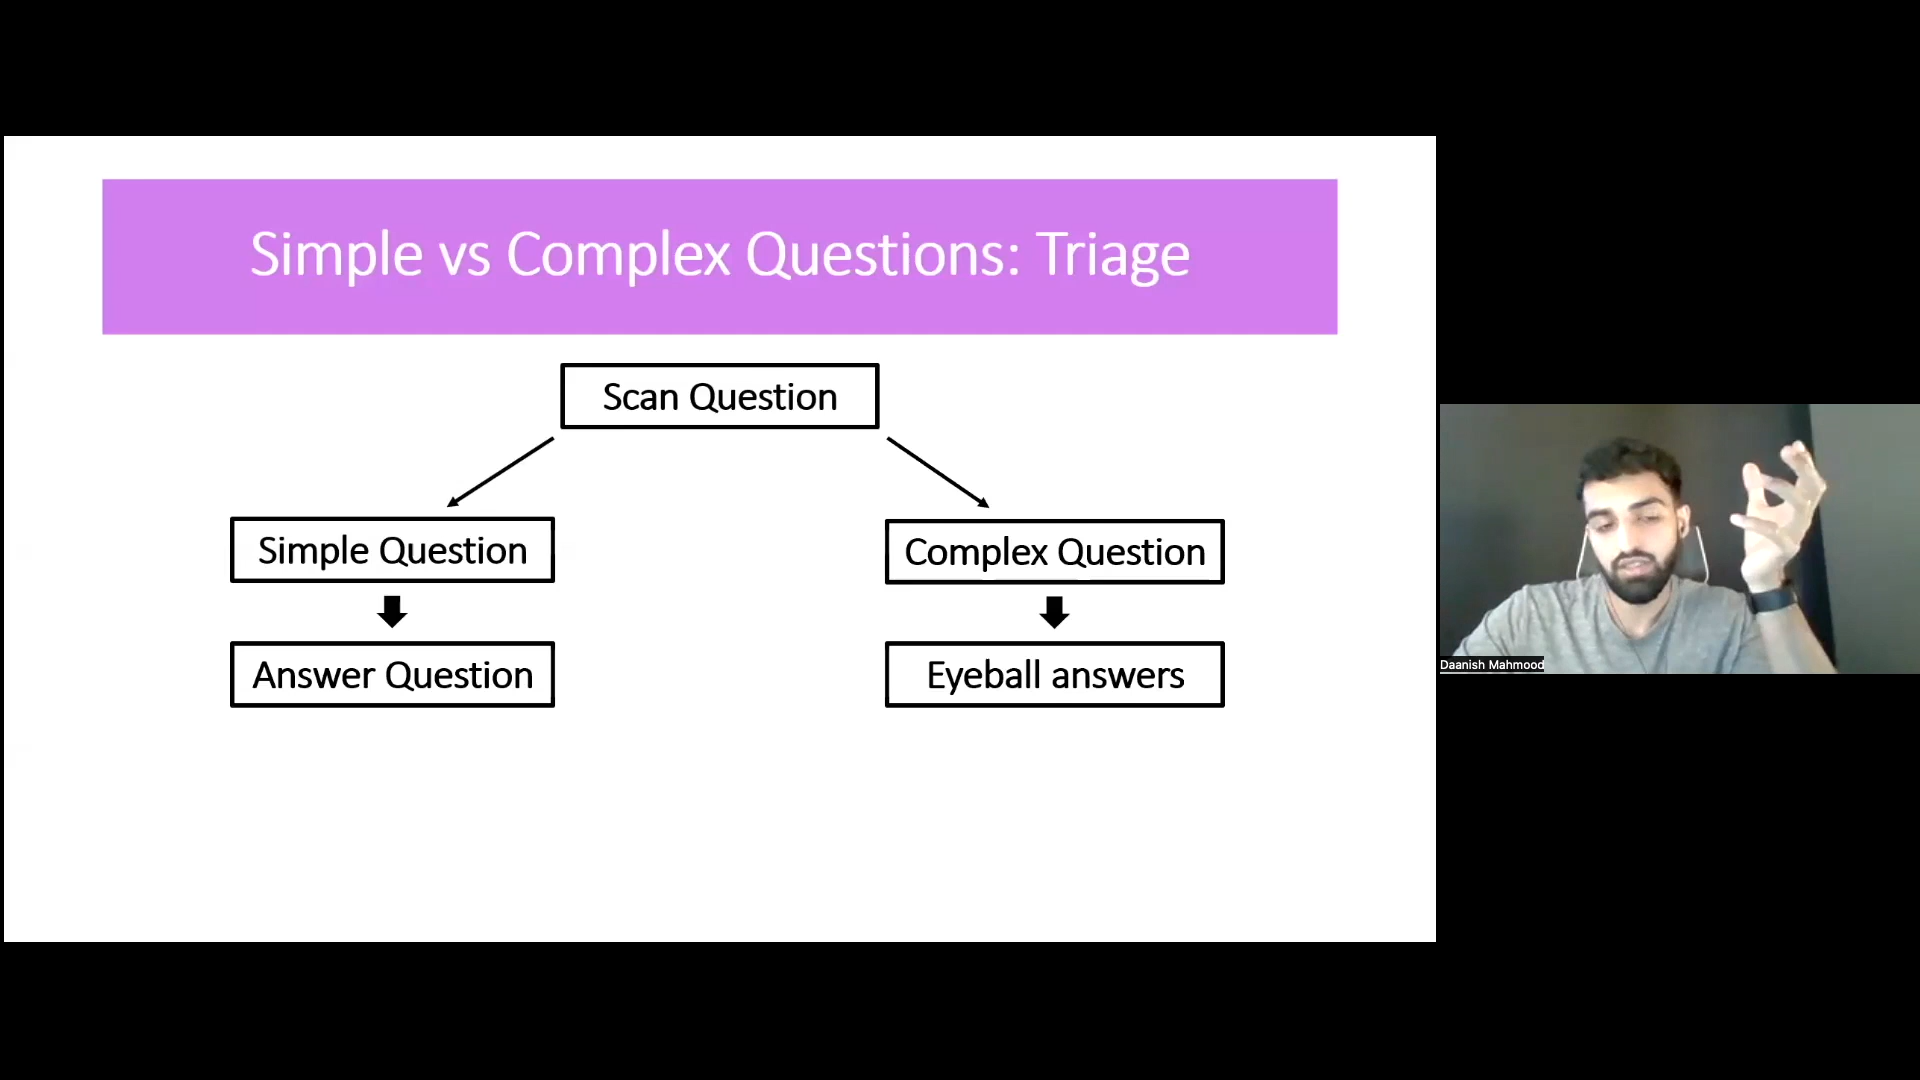 Simple vs Complex Questions: Triage
Scan Question
Simple Question
Complex Question
Answer Question
Eyeball answers
Daanish Mahmood